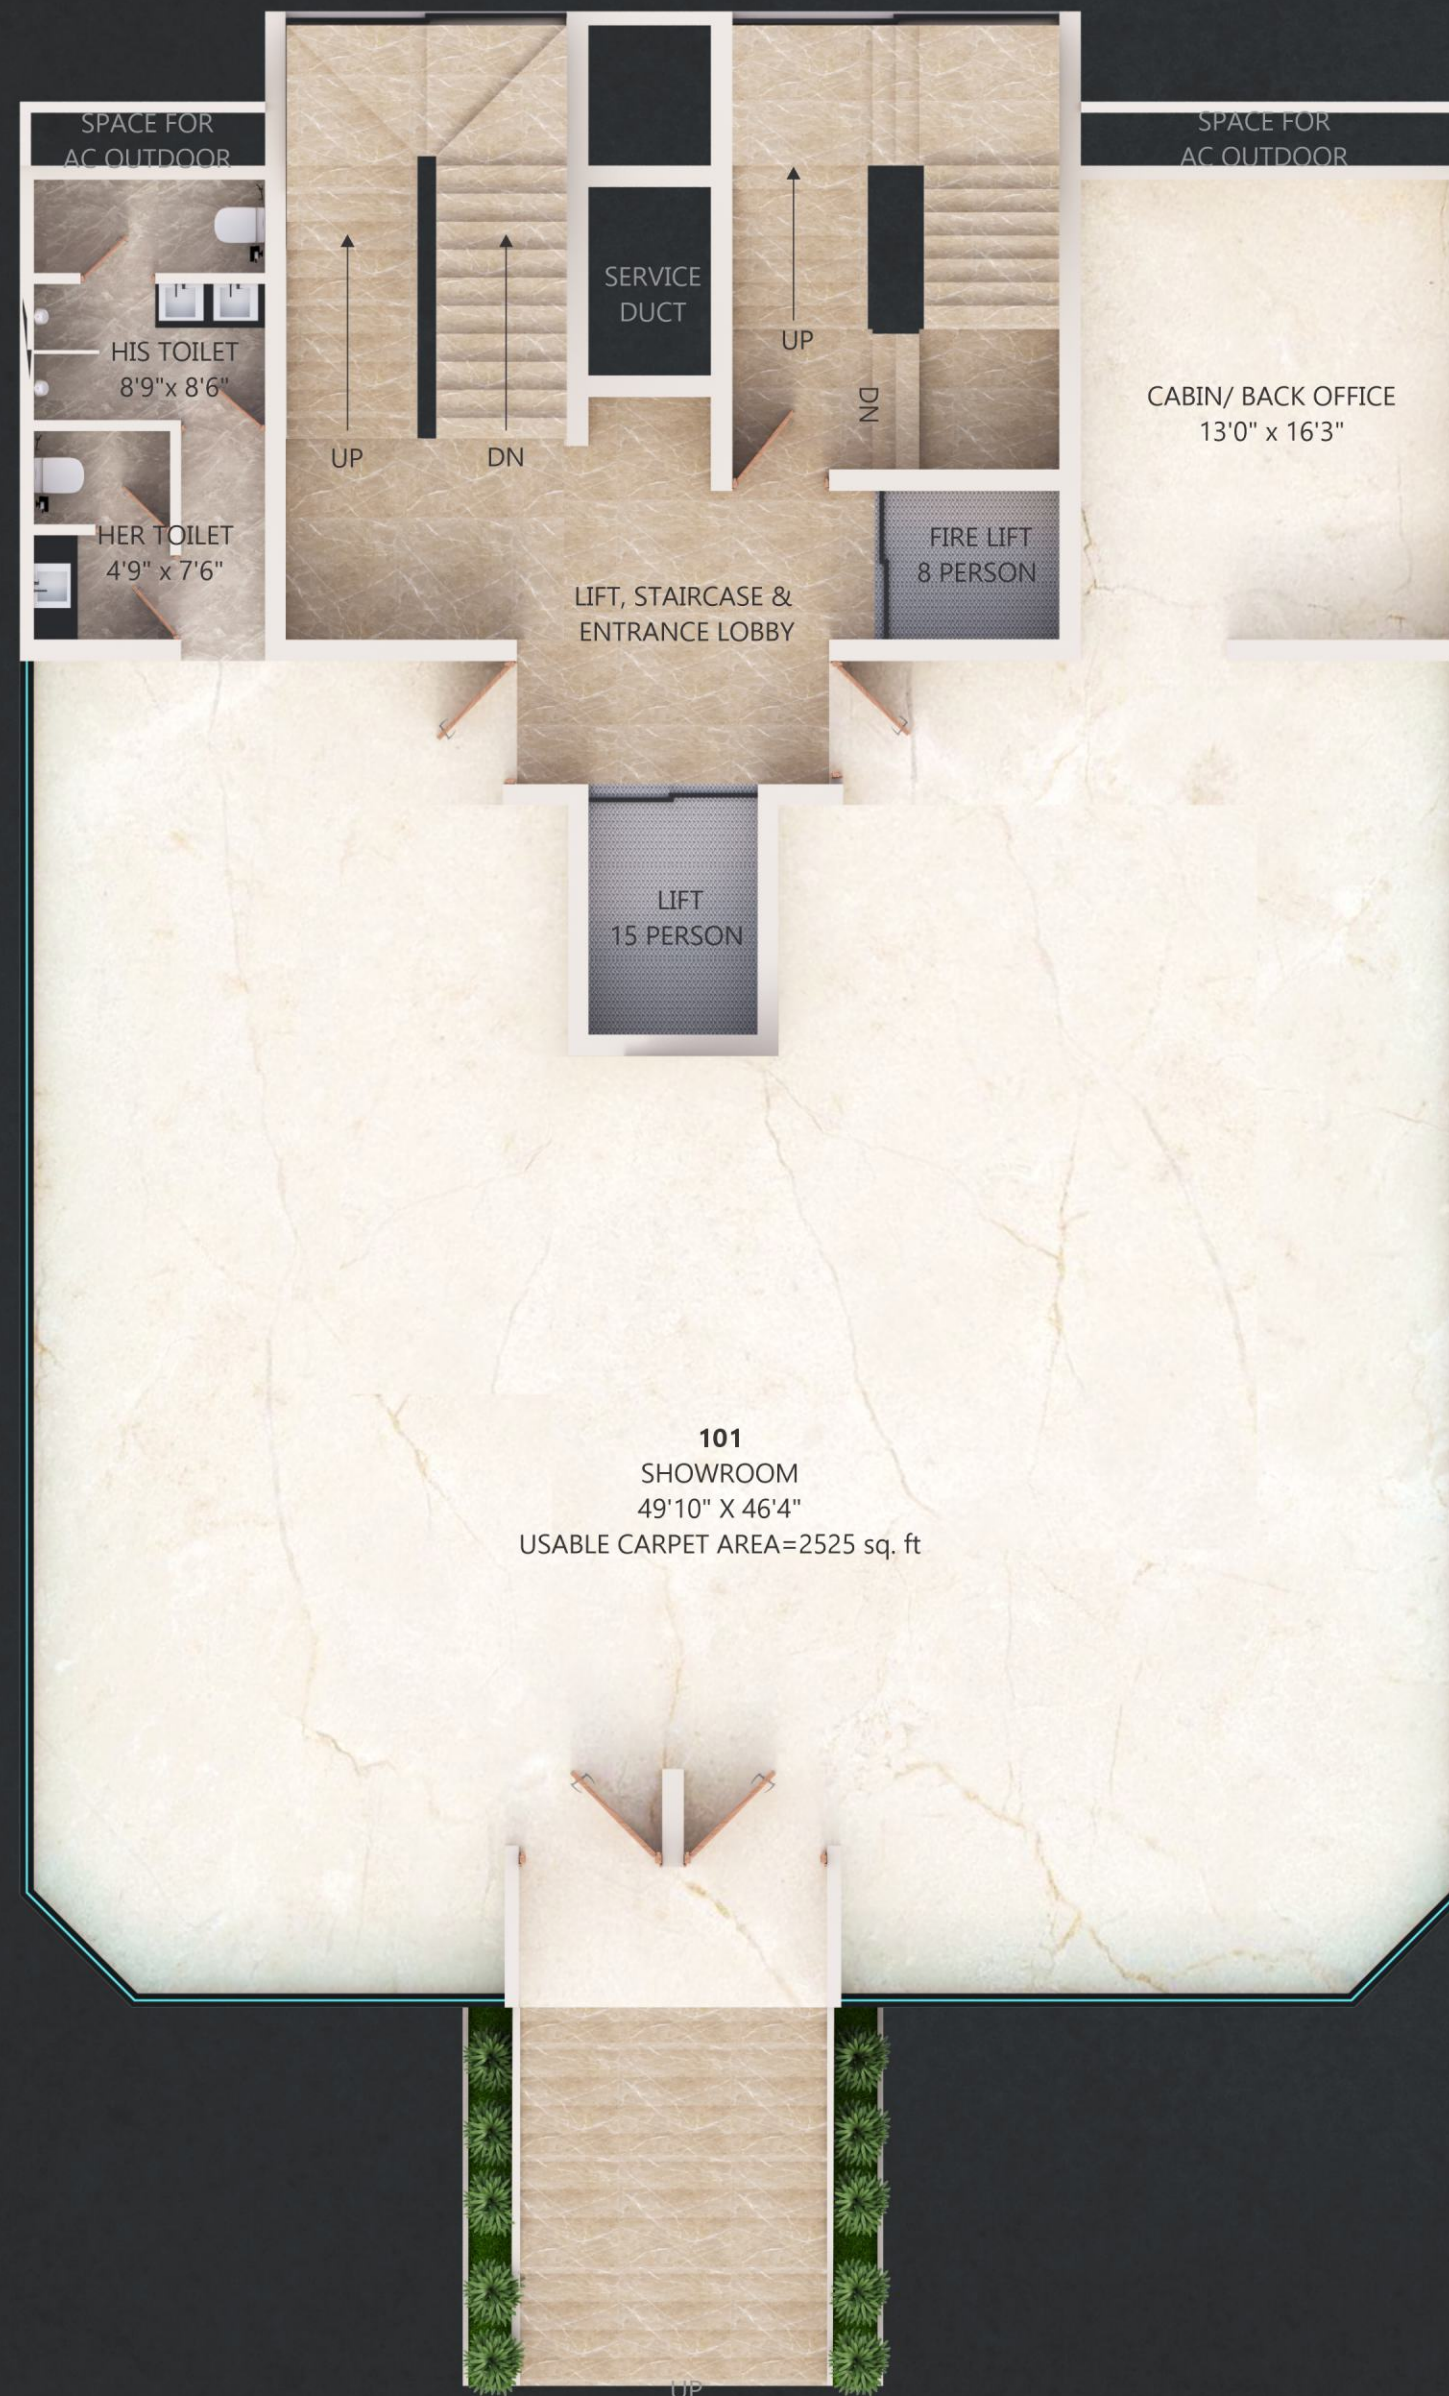 SPACE FOR
AC OUTDOOR
SPACE FOR
AC OUTDOOR
SERVICE
DUCT
UP
HIS TOILET
8'9"x 8'6"
DN
CABIN/ BACK OFFICE
13'0" x 16'3"
UP
DN
HER TOILET
4'9" x 7'6"
FIRE LIFT
8 PERSON
LIFT, STAIRCASE &
ENTRANCE LOBBY
LIFT
15 PERSON
101
SHOWROOM
49'10" X 46'4"
USABLE CARPET AREA=2525 sq. ft
UP